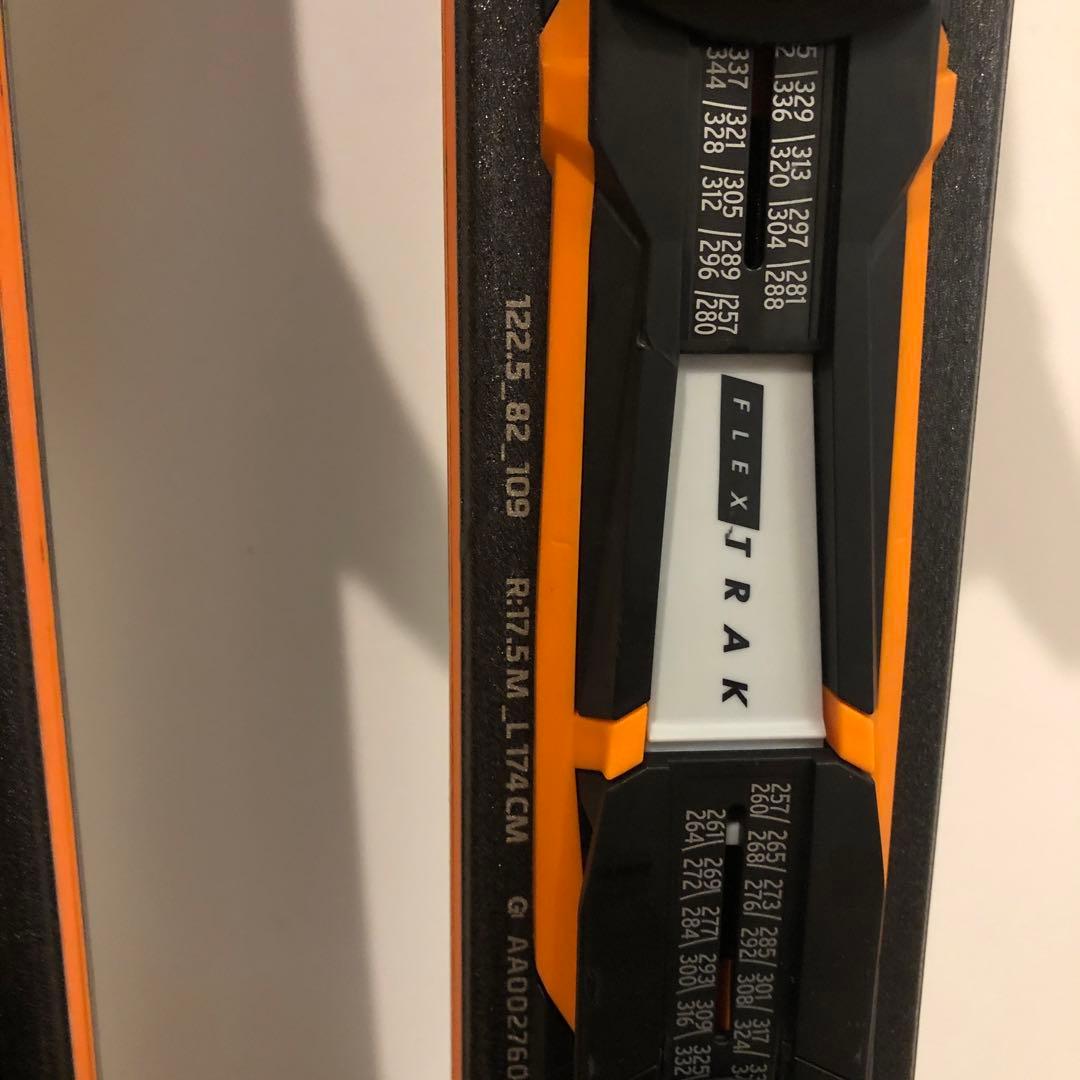 122.5_82_109 R:17.5M_L174CM G AA002760
329 \313 \297 \281
336 \320 \304 \288
337 /321 /305 /289 /257
344 /328 /312 /296 /280
FLEXTRAK
257/ 265/ 273/ 285/ 301/ 317
260/ 268/ 276/ 292/ 308/ 324/
261\ 269\ 277\ 293\ 309\ 325\
264\ 272\ 284\ 300\ 316\ 332